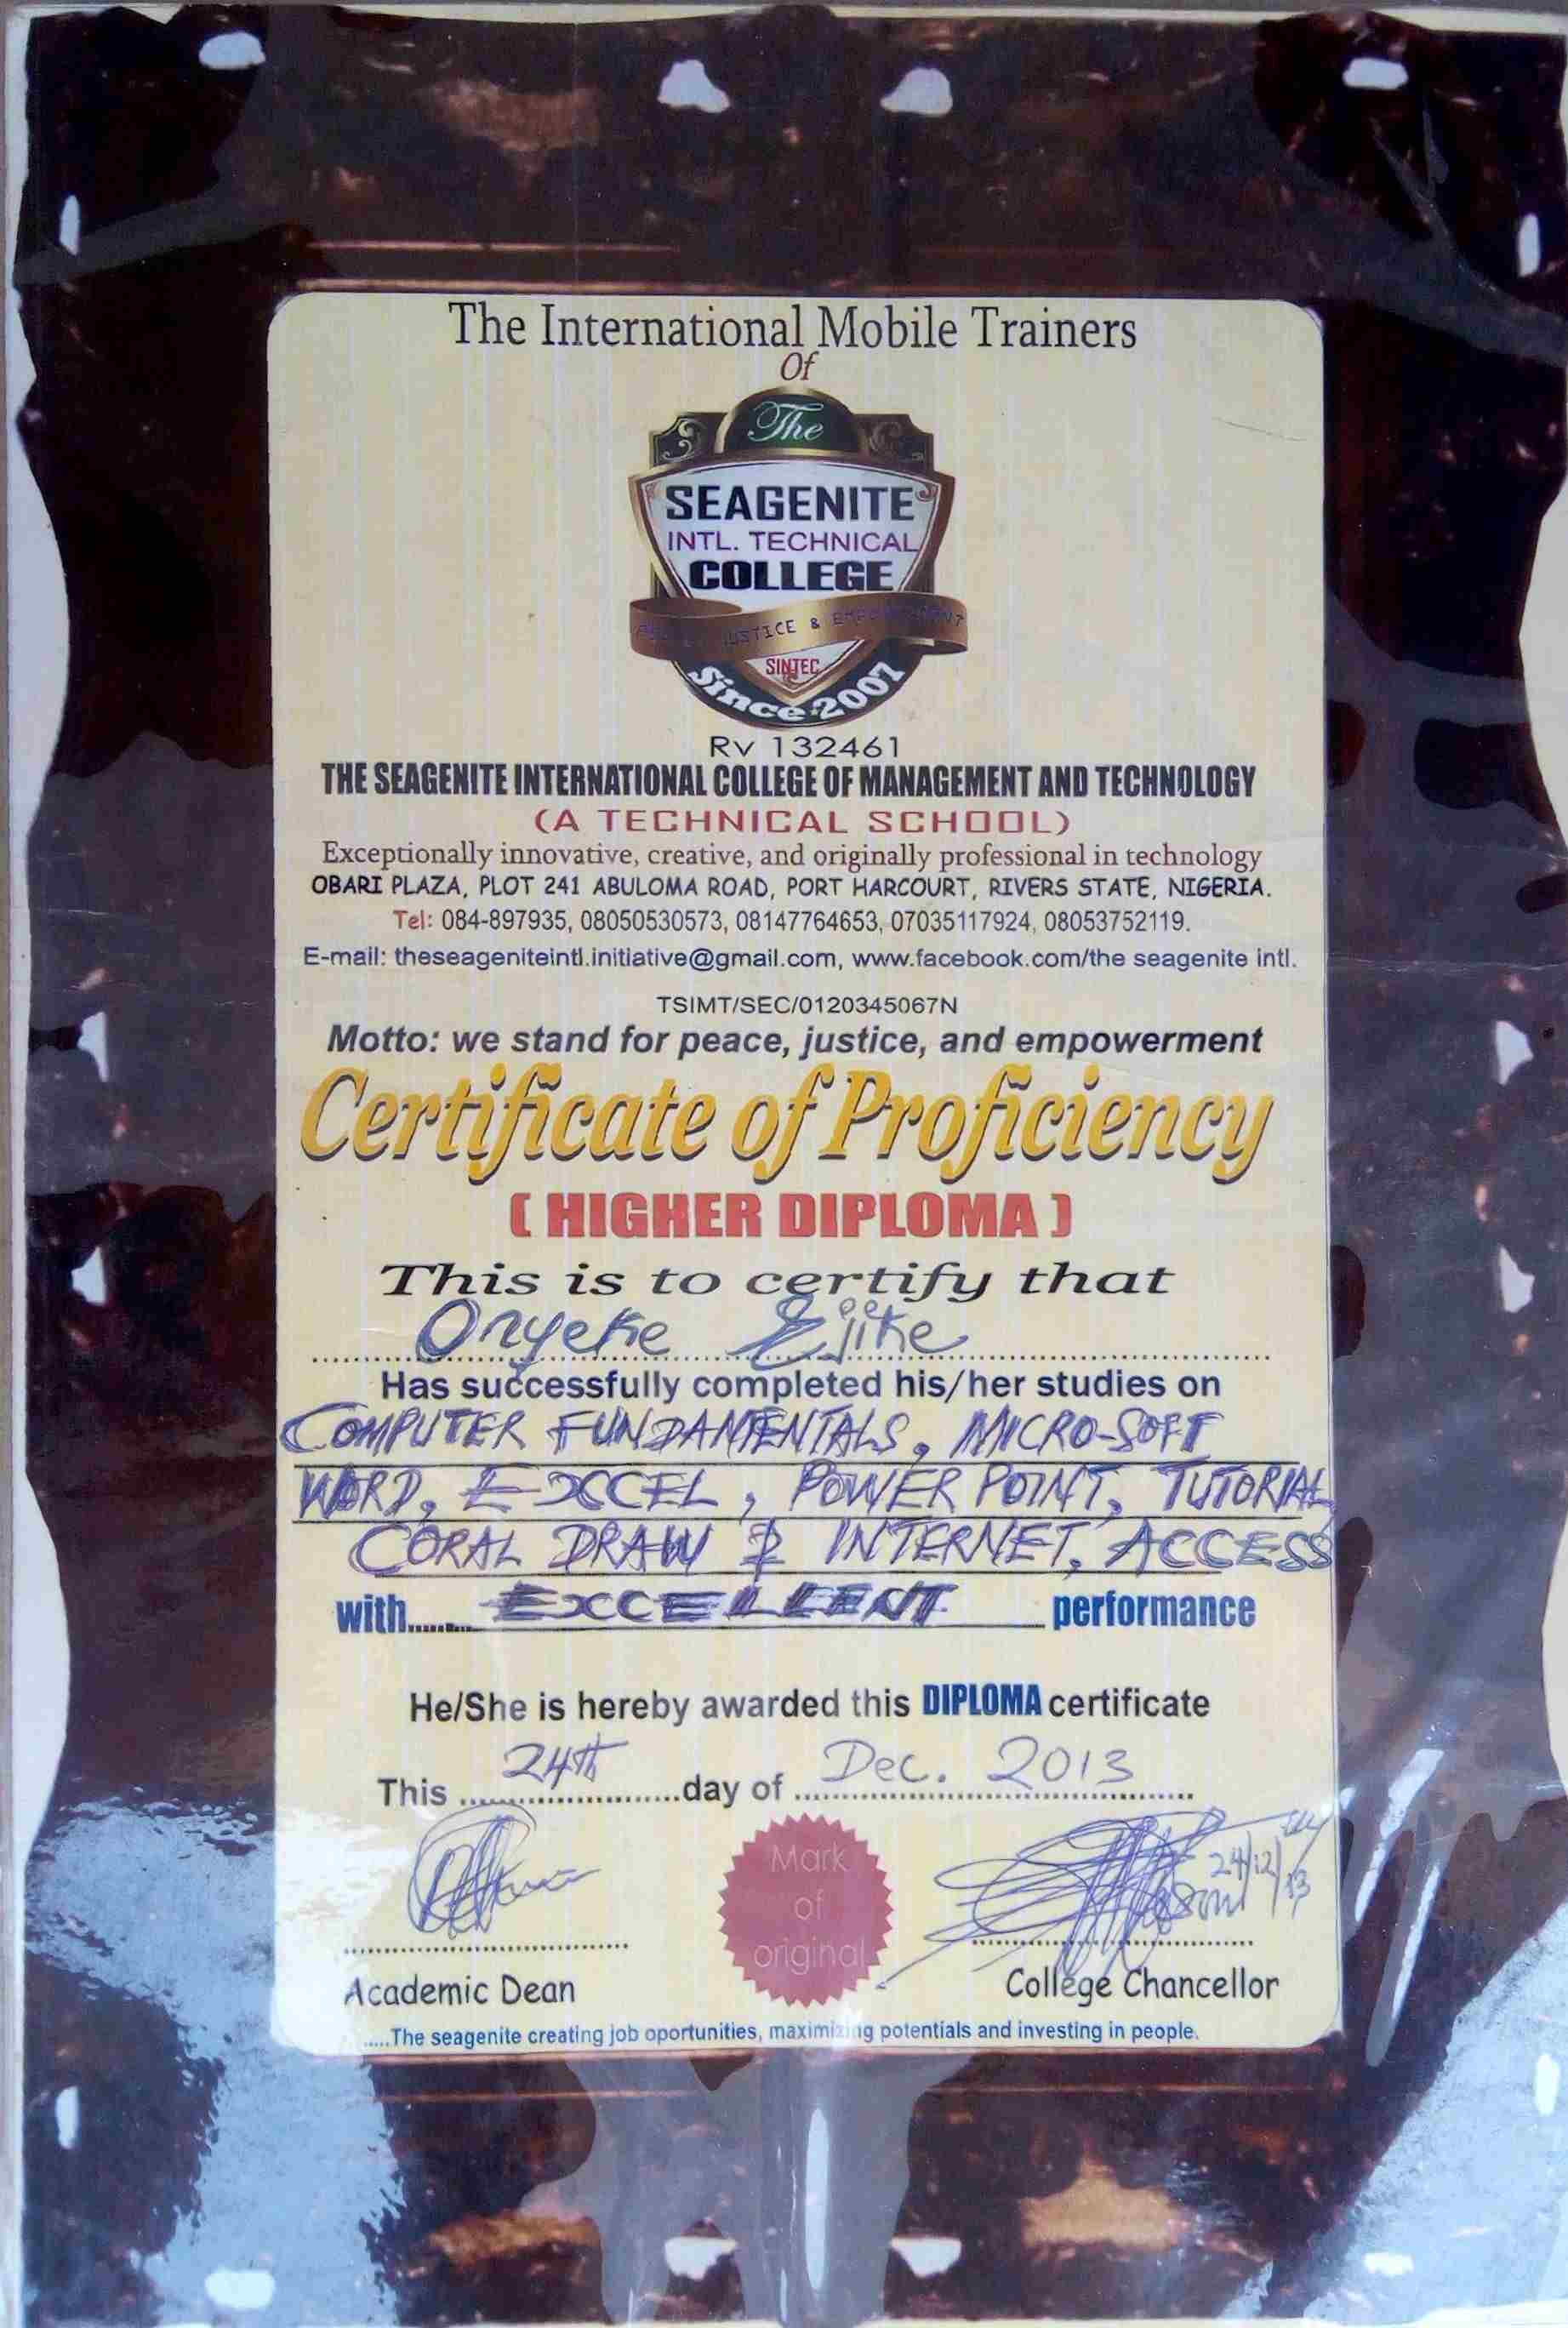 The International Mobile Trainers
Of
The
SEAGENITE
INTL. TECHNICAL
COLLEGE
JUSTICE & EMPOWERMENT
SINTEC
Since 2007
Rv 132461
THE SEAGENITE INTERNATIONAL COLLEGE OF MANAGEMENT AND TECHNOLOGY
(A TECHNICAL SCHOOL)
Exceptionally innovative, creative, and originally professional in technology
OBARI PLAZA, PLOT 241 ABULOMA ROAD, PORT HARCOURT, RIVERS STATE, NIGERIA.
Tel: 084-897935, 08050530573, 08147764653, 07035117924, 08053752119.
E-mail: theseageniteintl.initiative@gmail.com, www.facebook.com/the seagenite intl.
TSIMT/SEC/0120345067N
Motto: we stand for peace, justice, and empowerment
Certificate of Proficiency
( HIGHER DIPLOMA )
This is to certify that
Onyeke Ejike
Has successfully completed his/her studies on
COMPUTER FUNDAMENTALS, MICRO-SOFT
WORD, EXCEL, POWER POINT, TUTORIAL
CORAL DRAW & INTERNET, ACCESS
with...... EXCELLENT performance
He/She is hereby awarded this DIPLOMA certificate
This 24th day of Dec. 2013
Mark
of
original
24/12/13
Academic Dean
College Chancellor
.....The seagenite creating job oportunities, maximizing potentials and investing in people.